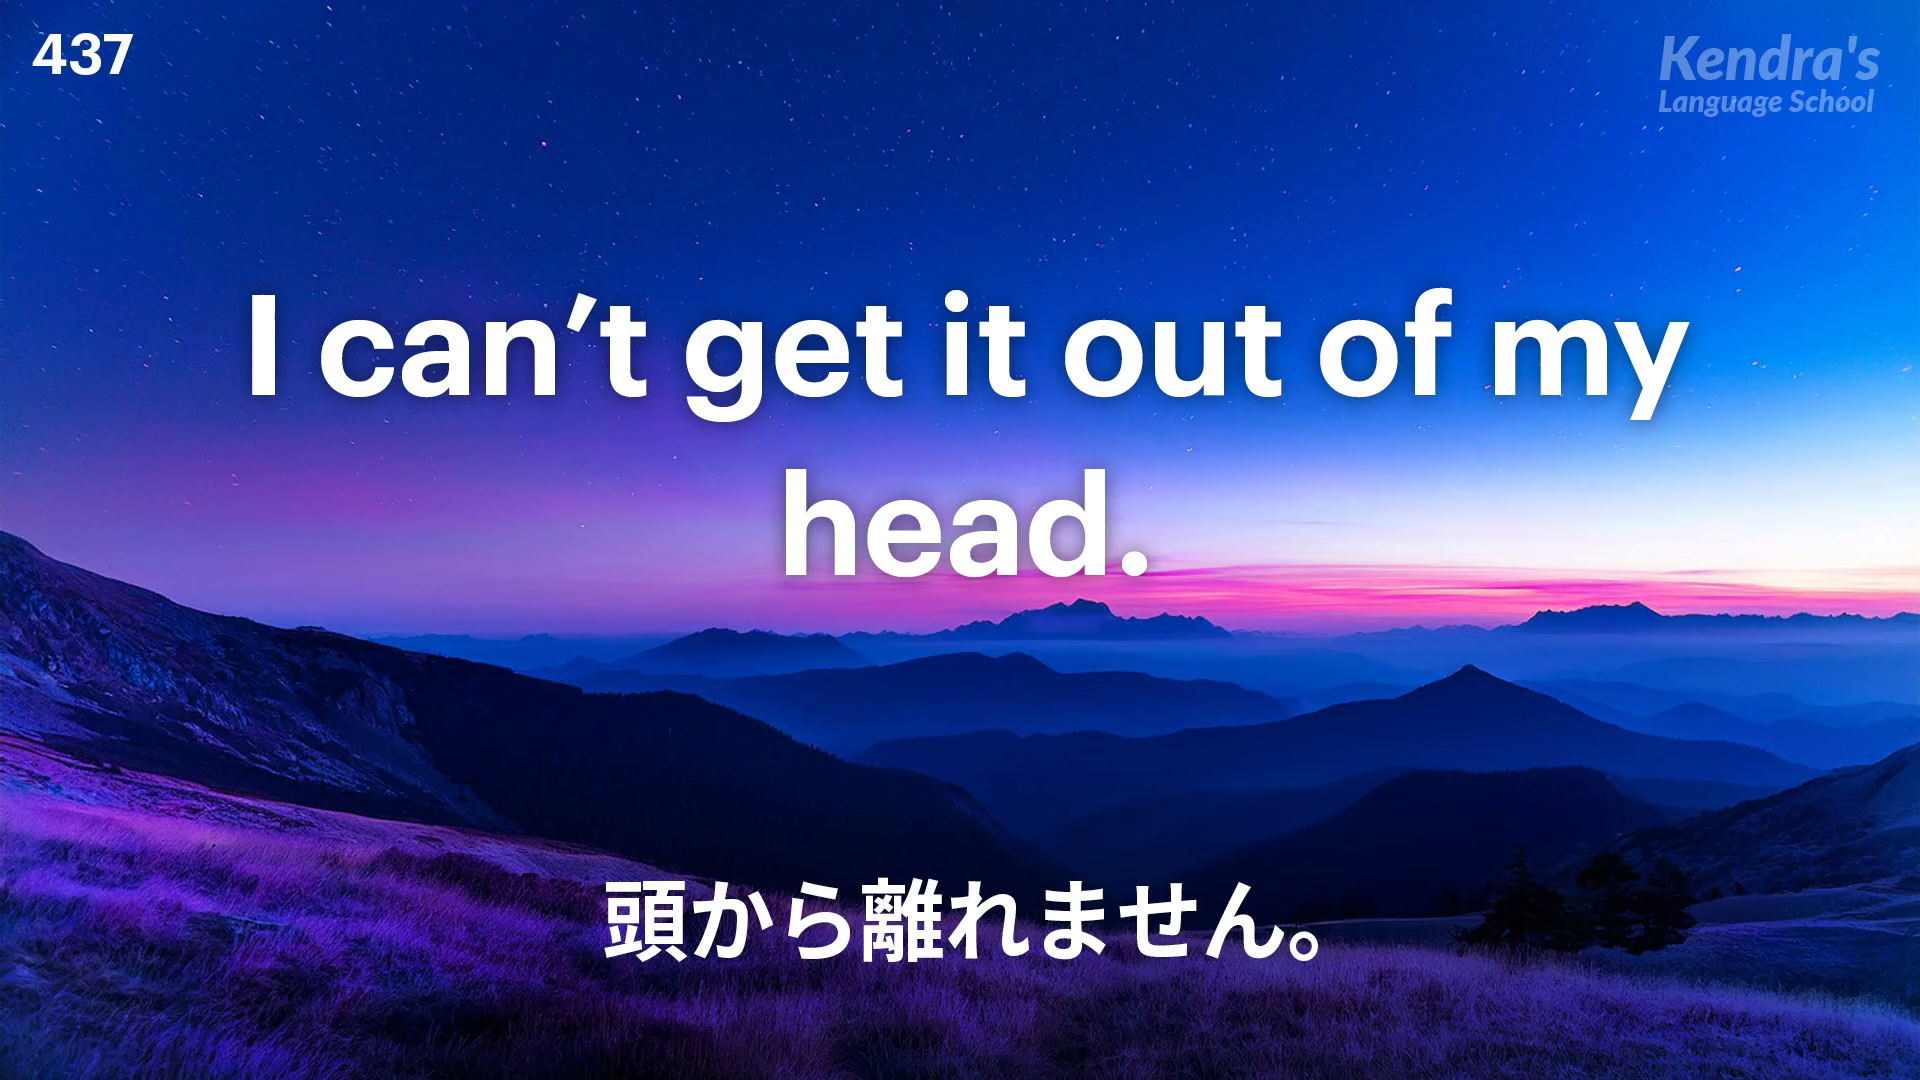 437
Kendra's
Language School
I can’t get it out of my
head.
頭から離れません。